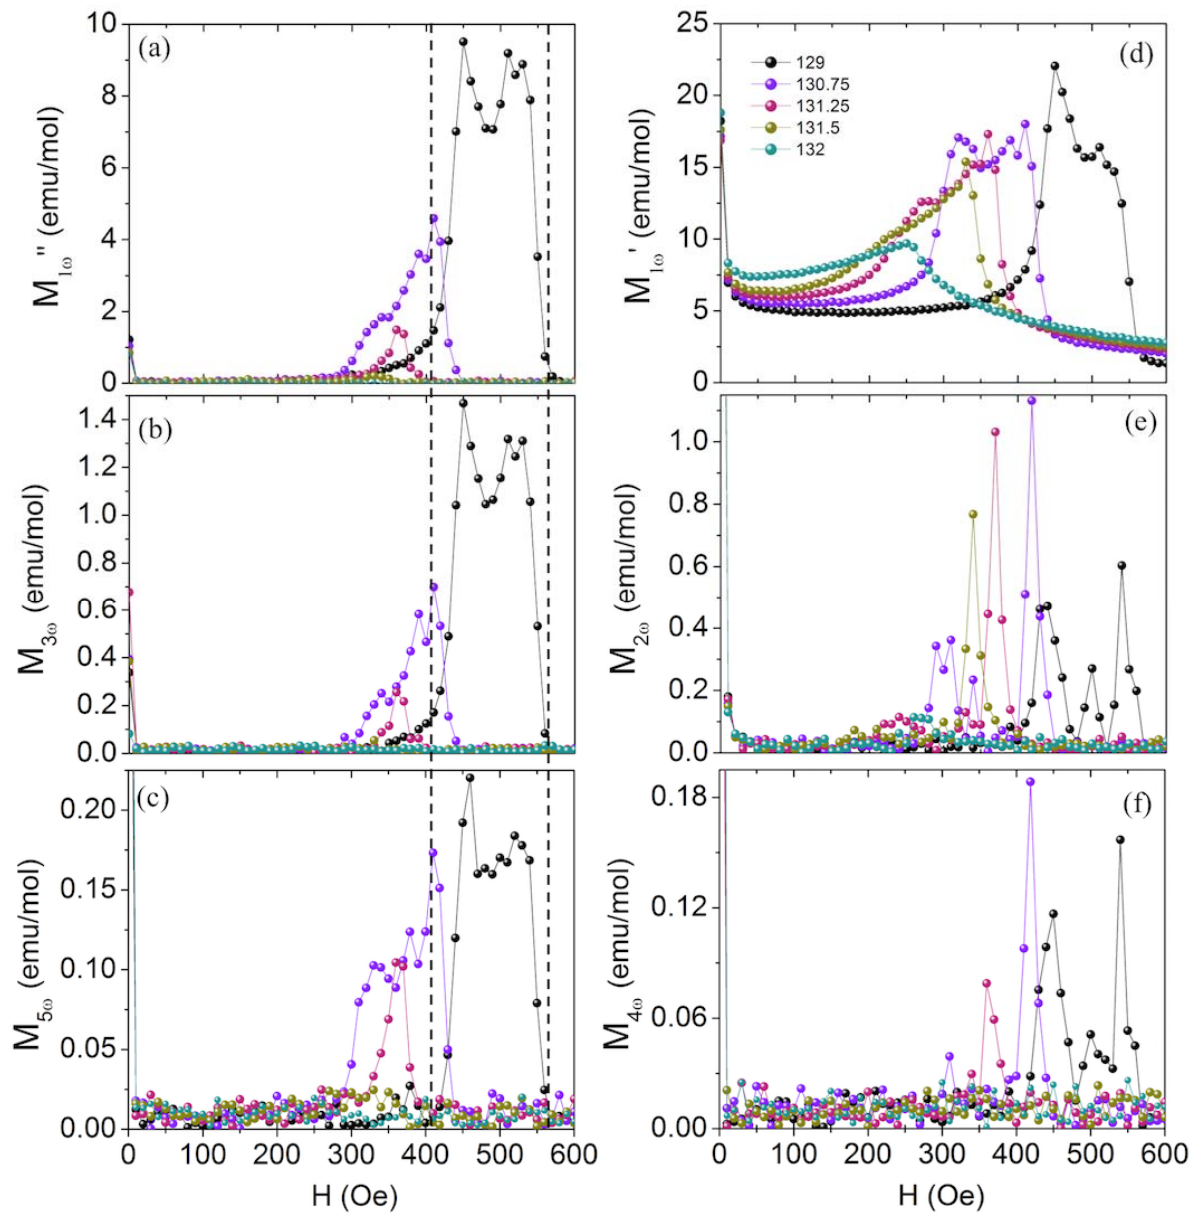 (a)
10
8
6
4
2
0
M1ω'' (emu/mol)
(d)
25
20
15
10
5
0
M1ω' (emu/mol)
129
130.75
131.25
131.5
132
(b)
1.4
1.2
1.0
0.8
0.6
0.4
0.2
0.0
M3ω (emu/mol)
(e)
1.0
0.8
0.6
0.4
0.2
0.0
M2ω (emu/mol)
(c)
0.20
0.15
0.10
0.05
0.00
M5ω (emu/mol)
0 100 200 300 400 500 600
H (Oe)
(f)
0.18
0.12
0.06
0.00
M4ω (emu/mol)
0 100 200 300 400 500 600
H (Oe)